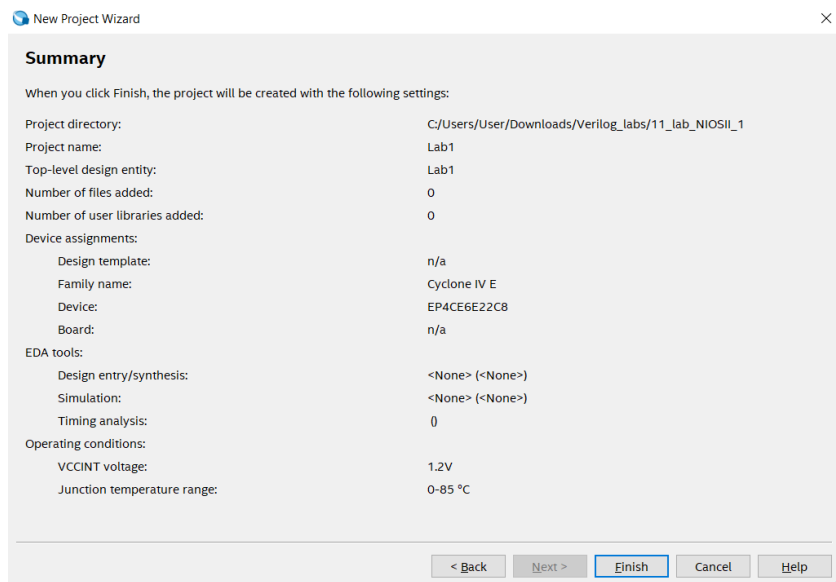 New Project Wizard
Summary
When you click Finish, the project will be created with the following settings:
Project directory: C:/Users/User/Downloads/Verilog_labs/11_lab_NIOSII_1
Project name: Lab1
Top-level design entity: Lab1
Number of files added: 0
Number of user libraries added: 0
Device assignments:
Design template: n/a
Family name: Cyclone IV E
Device: EP4CE6E22C8
Board: n/a
EDA tools:
Design entry/synthesis: <None> (<None>)
Simulation: <None> (<None>)
Timing analysis: ()
Operating conditions:
VCCINT voltage: 1.2V
Junction temperature range: 0-85 °C
< Back Next > Finish Cancel Help